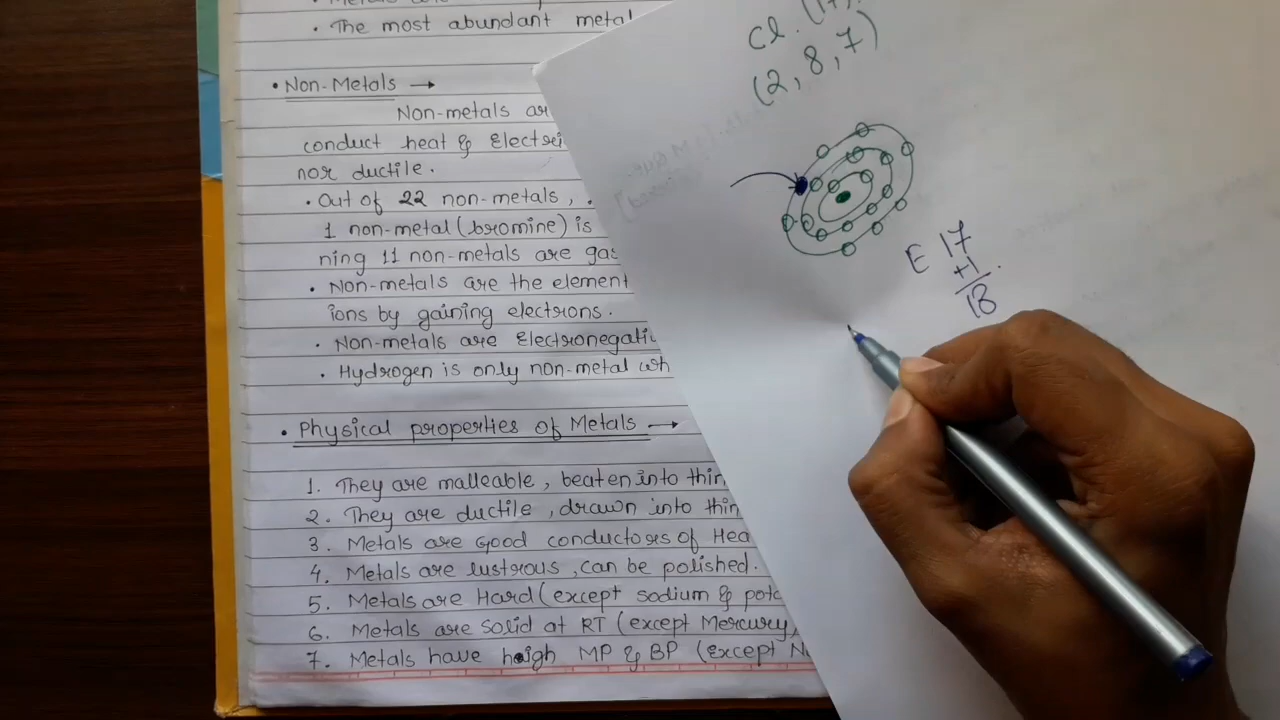 • The most abundant metal
• Non-Metals →
Non-metals are
conduct heat & Electri
nor ductile.
• Out of 22 non-metals,
1 non-metal (bromine) is
ning 11 non-metals are gas
• Non-metals are the element
ions by gaining electrons.
• Non-metals are Electronegati
• Hydrogen is only non-metal wh
• Physical properties of Metals →
1. They are malleable, beaten into thin
2. They are ductile, drawn into thin
3. Metals are Good conductors of Hea
4. Metals are lustrous, can be polished.
5. Metals are Hard (except sodium & pota
6. Metals are solid at RT (except Mercury,
7. Metals have heigh MP & BP (except N
Cl. (17)
(2, 8, 7)
E 17
+1
18